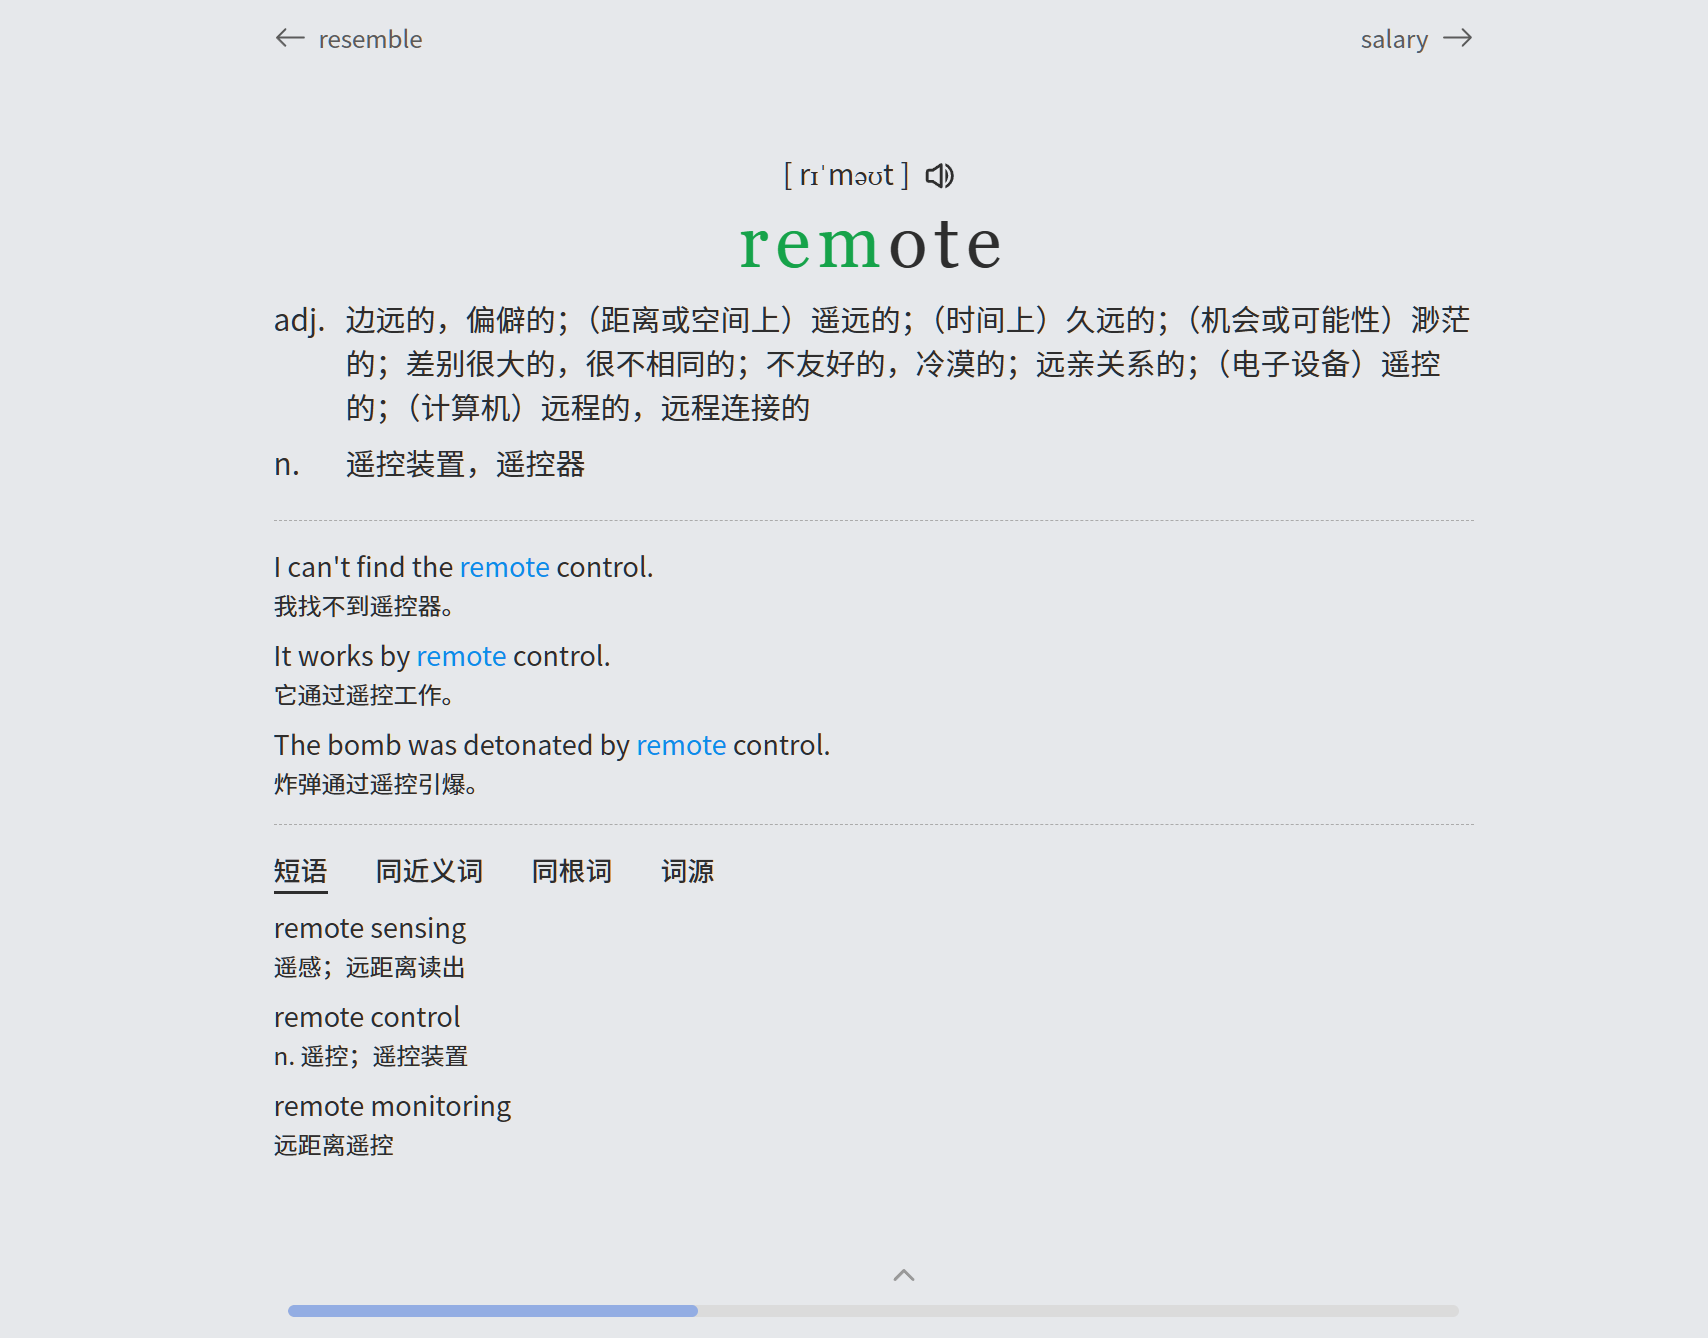 ← resemble
salary →
[ rɪˈməʊt ]
remote
adj. 边远的，偏僻的；（距离或空间上）遥远的；（时间上）久远的；（机会或可能性）渺茫
的；差别很大的，很不相同的；不友好的，冷漠的；远亲关系的；（电子设备）遥控
的；（计算机）远程的，远程连接的
n. 遥控装置，遥控器
I can't find the remote control.
我找不到遥控器。
It works by remote control.
它通过遥控工作。
The bomb was detonated by remote control.
炸弹通过遥控引爆。
短语 同近义词 同根词 词源
remote sensing
遥感；远距离读出
remote control
n. 遥控；遥控装置
remote monitoring
远距离遥控